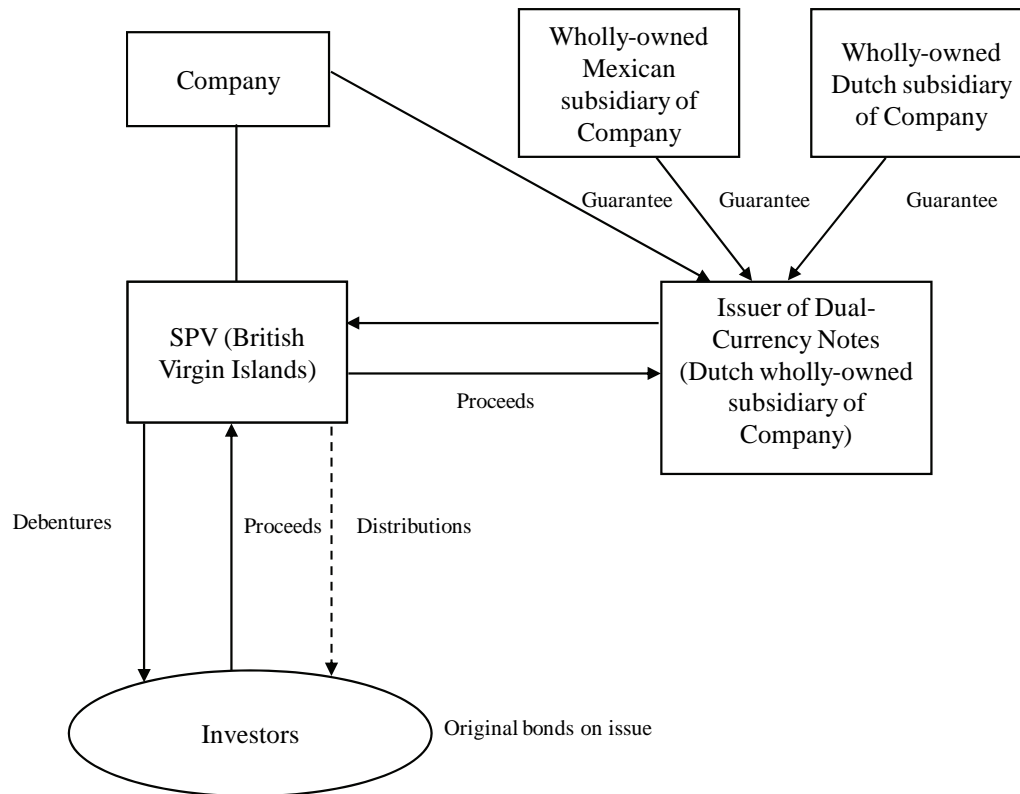 Company
Wholly-owned
Mexican
subsidiary of
Company
Wholly-owned
Dutch subsidiary
of Company
Guarantee
Guarantee
Guarantee
SPV (British
Virgin Islands)
Issuer of Dual-
Currency Notes
(Dutch wholly-owned
subsidiary of
Company)
Proceeds
Debentures
Proceeds
Distributions
Investors
Original bonds on issue